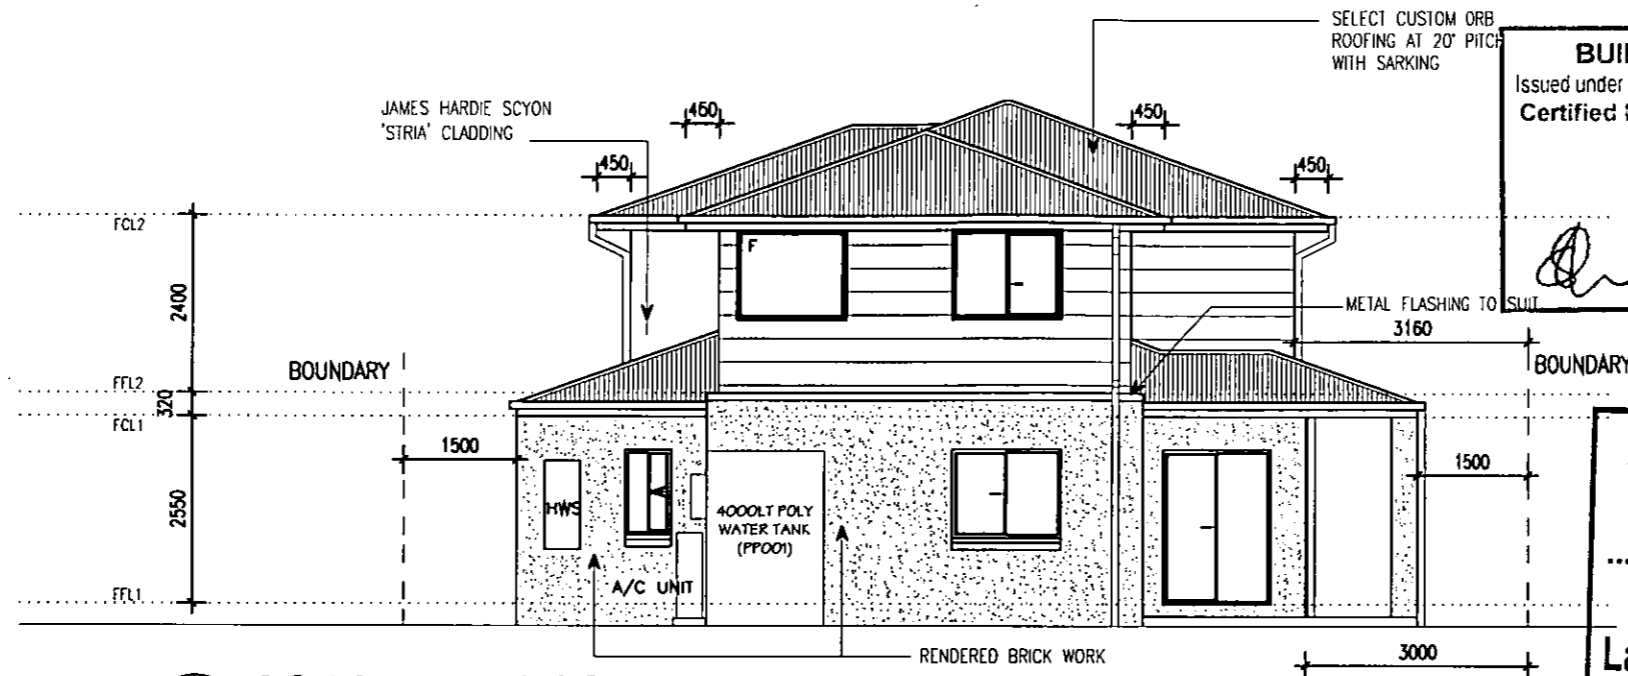 SELECT CUSTOM ORB
ROOFING AT 20° PITCH
WITH SARKING
BUI
Issued under
Certified
JAMES HARDIE SCYON
'STRIA' CLADDING
450
450
450
450
FCL2
2400
F
METAL FLASHING TO SUIT
3160
BOUNDARY
BOUNDARY
FFL2
320
FCL1
1500
1500
2550
HWS
A
4000LT POLY
WATER TANK
(PP001)
A/C UNIT
FFL1
RENDERED BRICK WORK
3000
La